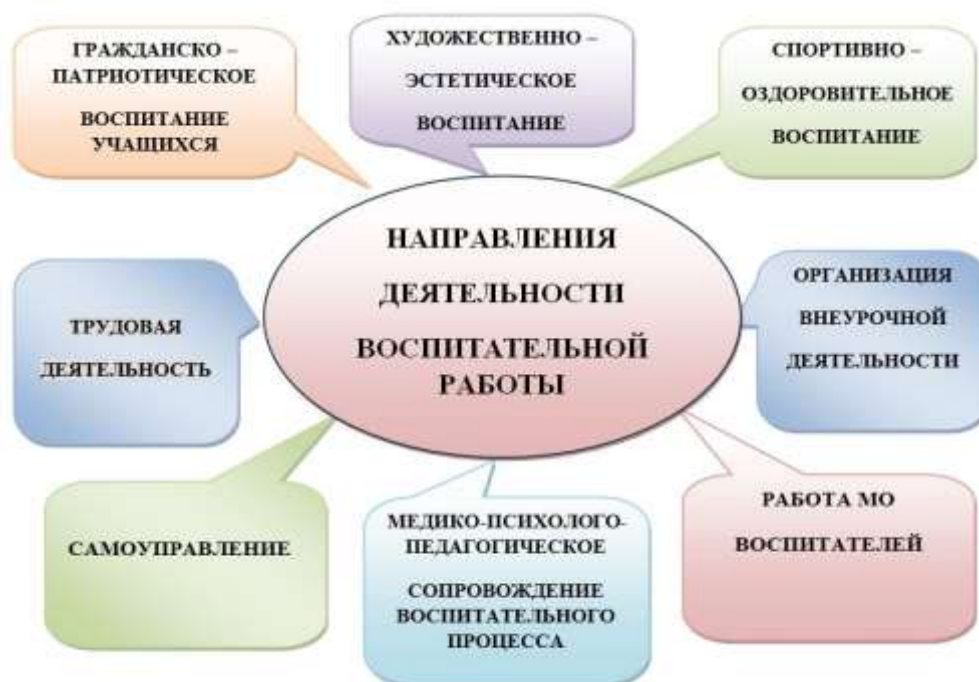 ГРАЖДАНСКО –
ПАТРИОТИЧЕСКОЕ
ВОСПИТАНИЕ
УЧАЩИХСЯ
ХУДОЖЕСТВЕННО –
ЭСТЕТИЧЕСКОЕ
ВОСПИТАНИЕ
СПОРТИВНО –
ОЗДОРОВИТЕЛЬНОЕ
ВОСПИТАНИЕ
НАПРАВЛЕНИЯ
ДЕЯТЕЛЬНОСТИ
ВОСПИТАТЕЛЬНОЙ
РАБОТЫ
ТРУДОВАЯ
ДЕЯТЕЛЬНОСТЬ
ОРГАНИЗАЦИЯ
ВНЕУРОЧНОЙ
ДЕЯТЕЛЬНОСТИ
САМОУПРАВЛЕНИЕ
МЕДИКО-ПСИХОЛОГО-
ПЕДАГОГИЧЕСКОЕ
СОПРОВОЖДЕНИЕ
ВОСПИТАТЕЛЬНОГО
ПРОЦЕССА
РАБОТА МО
ВОСПИТАТЕЛЕЙ